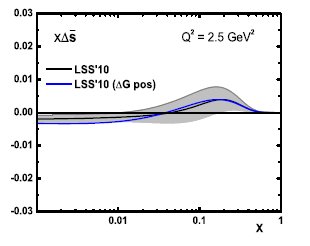 0.03
xΔs̄
Q² = 2.5 GeV²
0.02
LSS'10
LSS'10 (ΔG pos)
0.01
0.00
-0.01
-0.02
-0.03
0.01
0.1
1
X